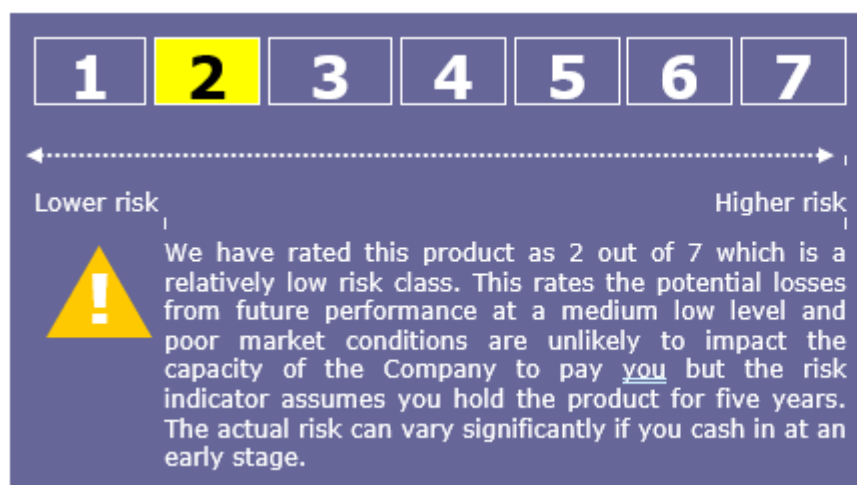 1 2 3 4 5 6 7
Lower risk Higher risk
!
We have rated this product as 2 out of 7 which is a
relatively low risk class. This rates the potential losses
from future performance at a medium low level and
poor market conditions are unlikely to impact the
capacity of the Company to pay you but the risk
indicator assumes you hold the product for five years.
The actual risk can vary significantly if you cash in at an
early stage.